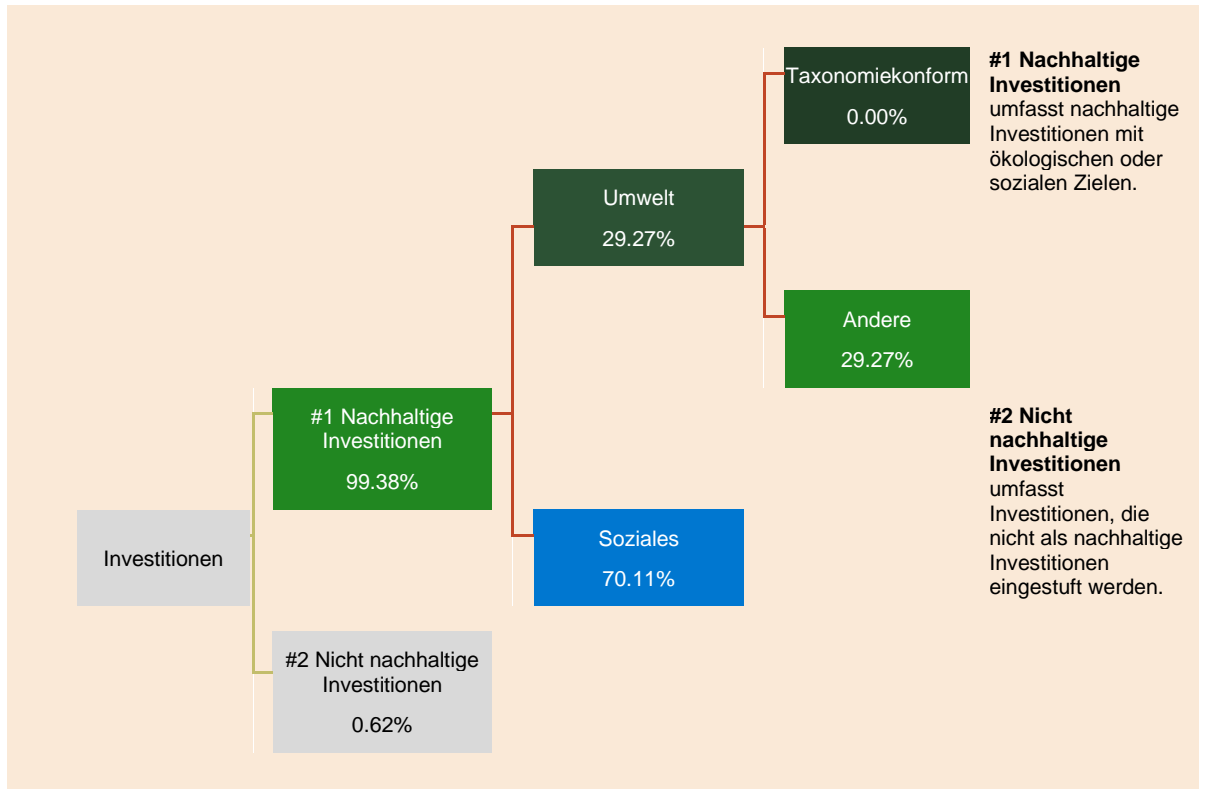 Taxonomiekonform
0.00%
Umwelt
29.27%
Andere
29.27%
#1 Nachhaltige
Investitionen
99.38%
Soziales
70.11%
Investitionen
#2 Nicht nachhaltige
Investitionen
0.62%
#1 Nachhaltige
Investitionen
umfasst nachhaltige
Investitionen mit
ökologischen oder
sozialen Zielen.
#2 Nicht
nachhaltige
Investitionen
umfasst
Investitionen, die
nicht als nachhaltige
Investitionen
eingestuft werden.